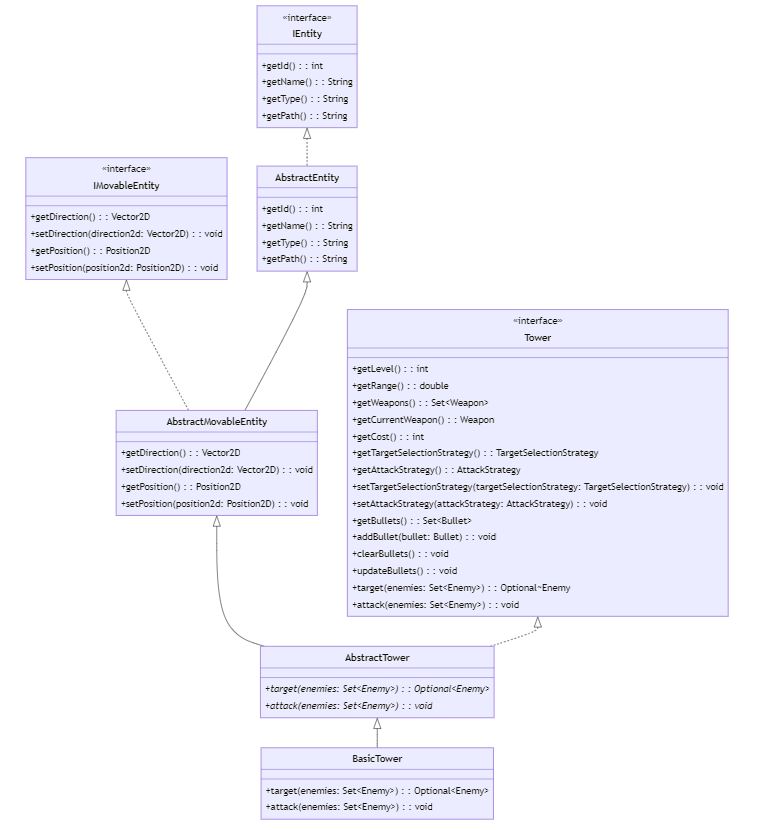 «interface»
IEntity
+getId() : : int
+getName() : : String
+getType() : : String
+getPath() : : String
«interface»
IMovableEntity
+getDirection() : : Vector2D
+setDirection(direction2d: Vector2D) : : void
+getPosition() : : Position2D
+setPosition(position2d: Position2D) : : void
AbstractEntity
+getId() : : int
+getName() : : String
+getType() : : String
+getPath() : : String
«interface»
Tower
+getLevel() : : int
+getRange() : : double
+getWeapons() : : Set<Weapon>
+getCurrentWeapon() : : Weapon
+getCost() : : int
+getTargetSelectionStrategy() : : TargetSelectionStrategy
+getAttackStrategy() : : AttackStrategy
+setTargetSelectionStrategy(targetSelectionStrategy: TargetSelectionStrategy) : : void
+setAttackStrategy(attackStrategy: AttackStrategy) : : void
+getBullets() : : Set<Bullet>
+addBullet(bullet: Bullet) : : void
+clearBullets() : : void
+updateBullets() : : void
+target(enemies: Set<Enemy>) : : Optional~Enemy
+attack(enemies: Set<Enemy>) : : void
AbstractMovableEntity
+getDirection() : : Vector2D
+setDirection(direction2d: Vector2D) : : void
+getPosition() : : Position2D
+setPosition(position2d: Position2D) : : void
AbstractTower
+target(enemies: Set<Enemy>) : : Optional<Enemy>
+attack(enemies: Set<Enemy>) : : void
BasicTower
+target(enemies: Set<Enemy>) : : Optional<Enemy>
+attack(enemies: Set<Enemy>) : : void